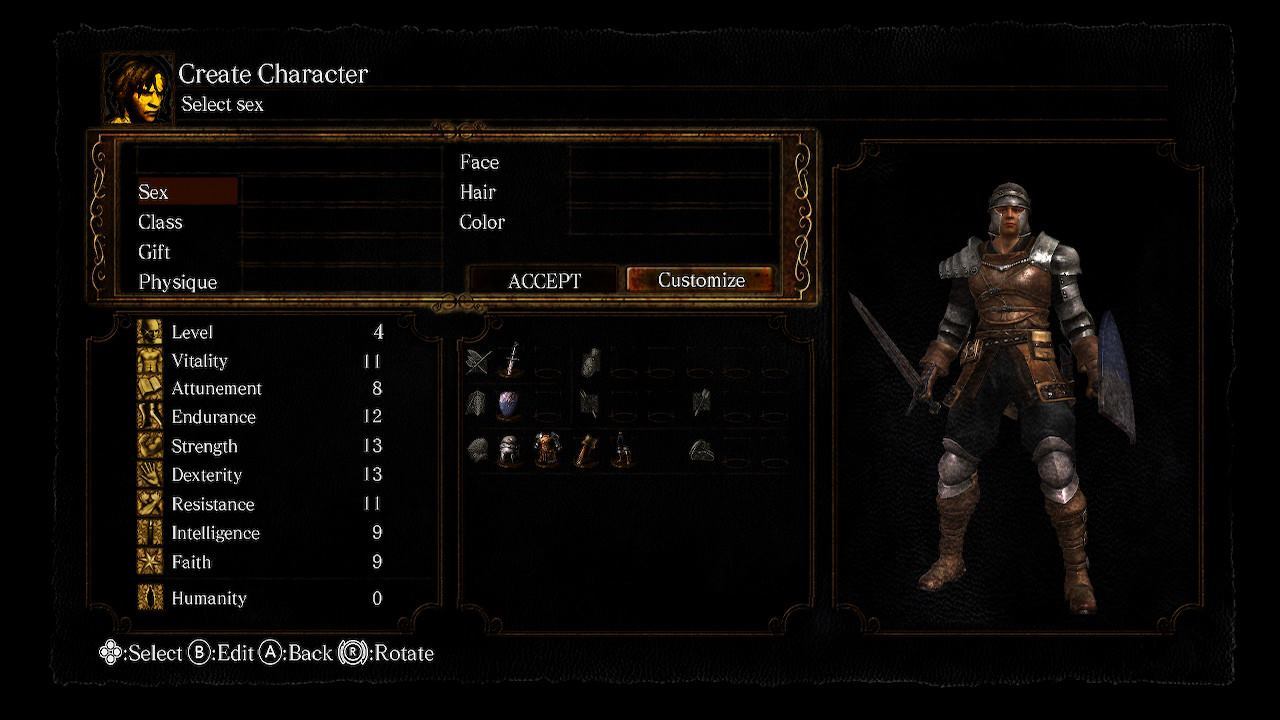 Create Character
Select sex
Sex
Class
Gift
Physique
Face
Hair
Color
ACCEPT Customize
Level 4
Vitality 11
Attunement 8
Endurance 12
Strength 13
Dexterity 13
Resistance 11
Intelligence 9
Faith 9
Humanity 0
:Select B:Edit A:Back R:Rotate